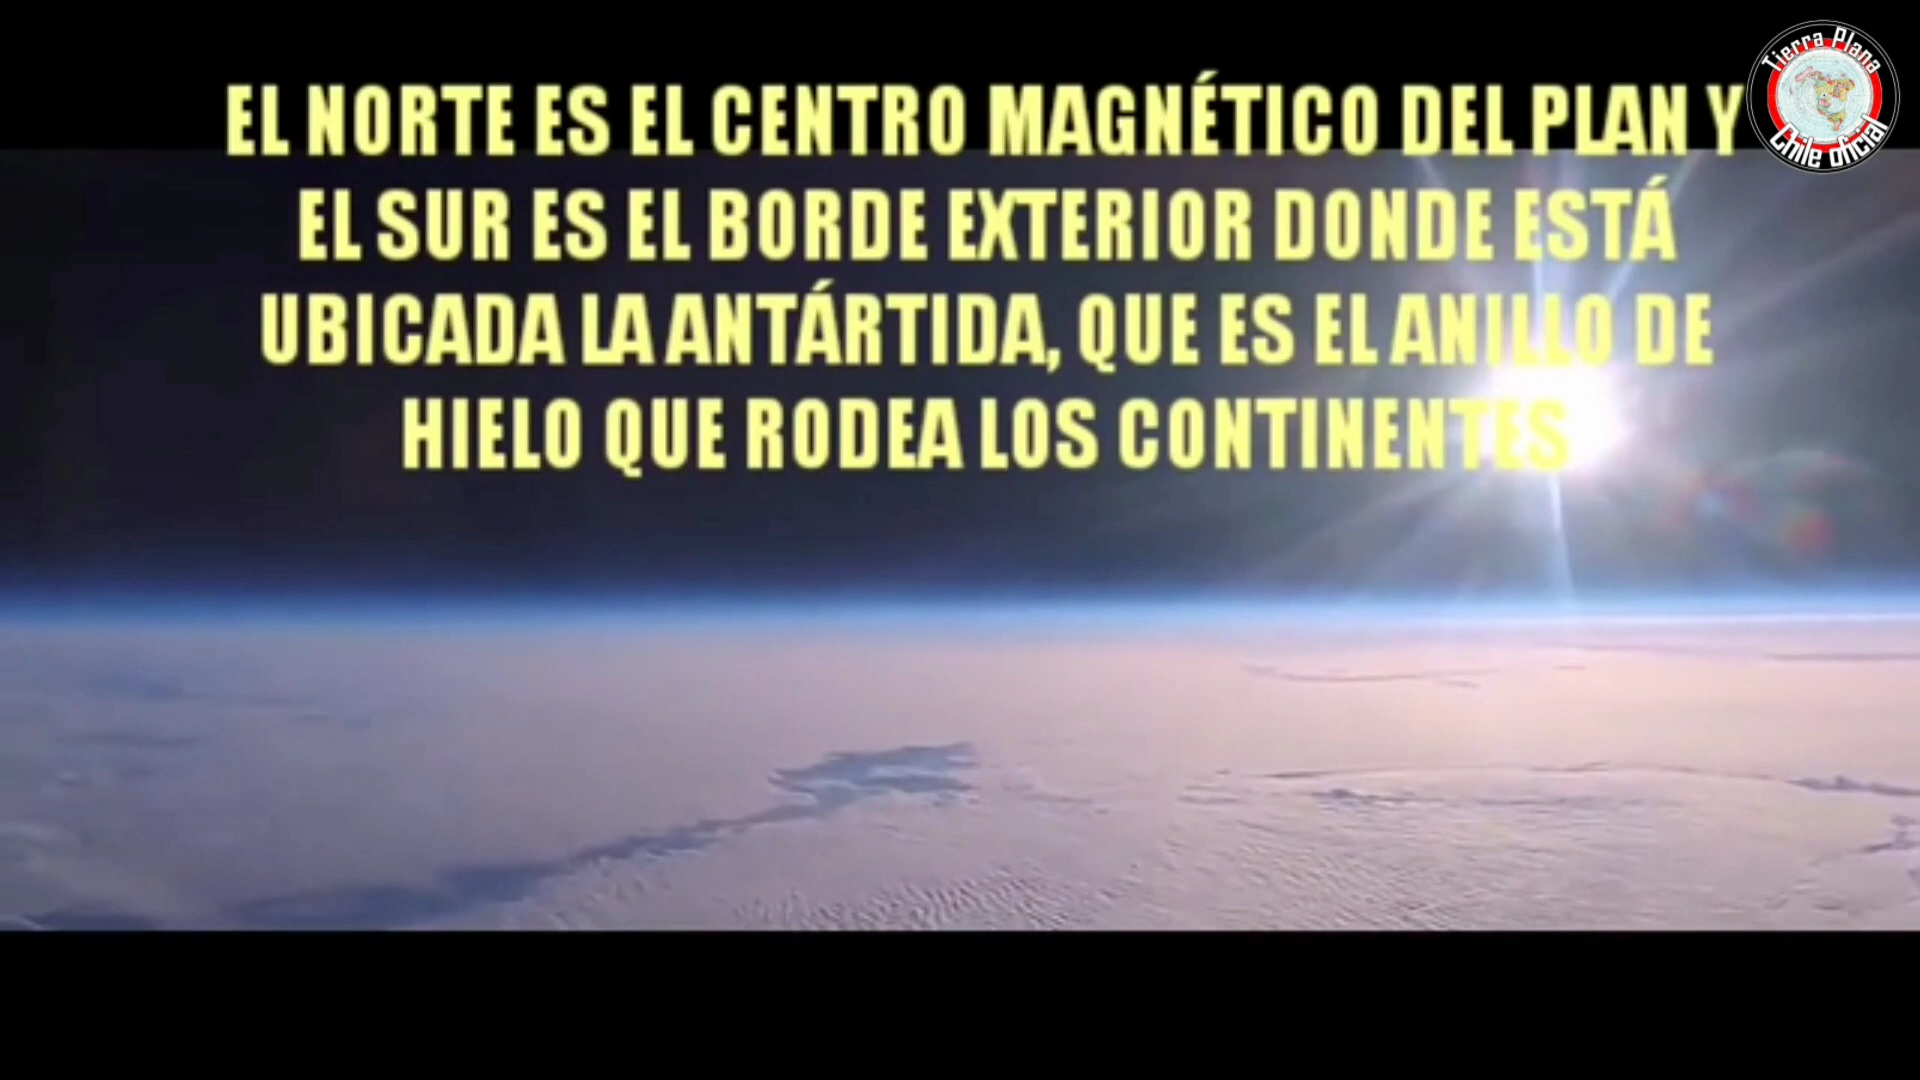 EL NORTE ES EL CENTRO MAGNÉTICO DEL PLAN Y
EL SUR ES EL BORDE EXTERIOR DONDE ESTÁ
UBICADA LA ANTÁRTIDA, QUE ES EL ANILLO DE
HIELO QUE RODEA LOS CONTINENTES
Tierra Plana
Chile oficial